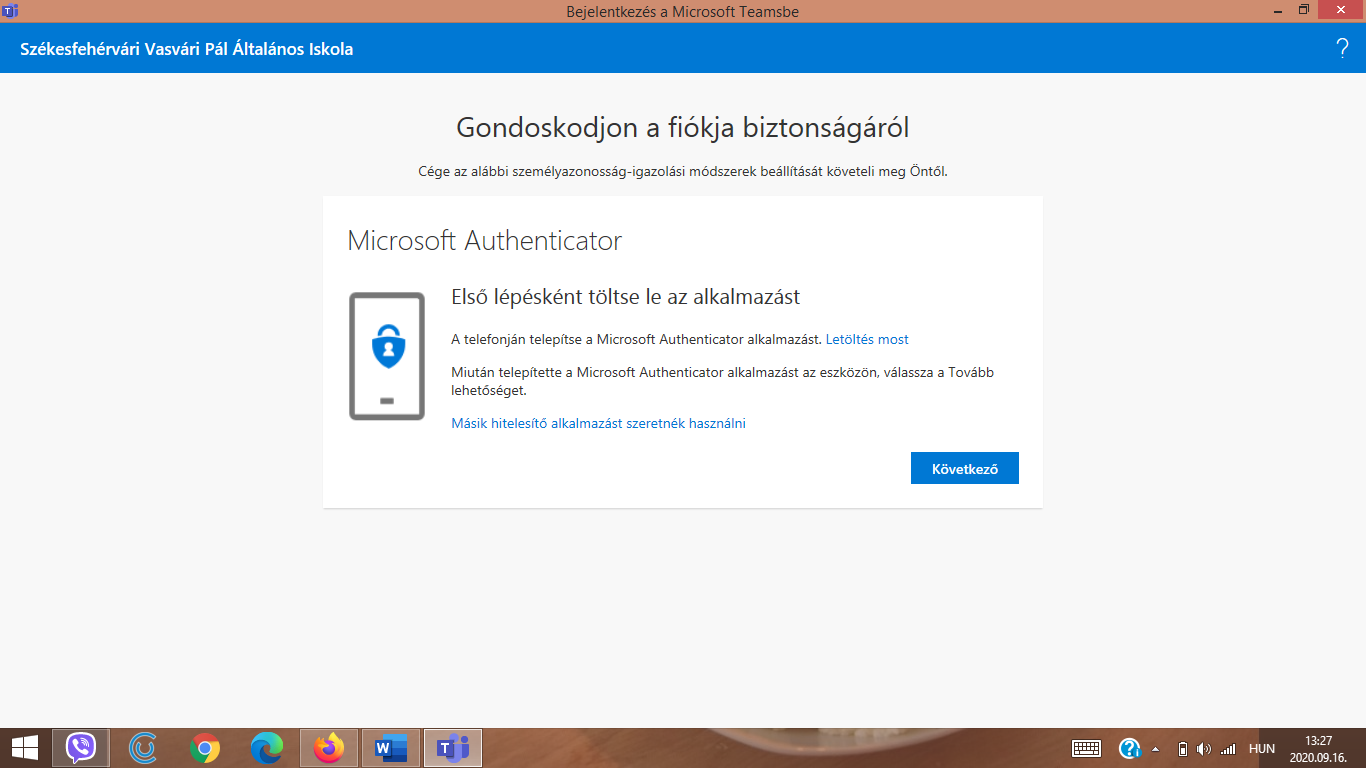 Bejelentkezés a Microsoft Teamsbe
Székesfehérvári Vasvári Pál Általános Iskola
?
Gondoskodjon a fiókja biztonságáról
Cége az alábbi személyazonosság-igazolási módszerek beállítását követeli meg Öntől.
Microsoft Authenticator
Első lépésként töltse le az alkalmazást
A telefonján telepítse a Microsoft Authenticator alkalmazást. Letöltés most
Miután telepítette a Microsoft Authenticator alkalmazást az eszközön, válassza a Tovább
lehetőséget.
Másik hitelesítő alkalmazást szeretnék használni
Következő
HUN
13:27
2020.09.16.